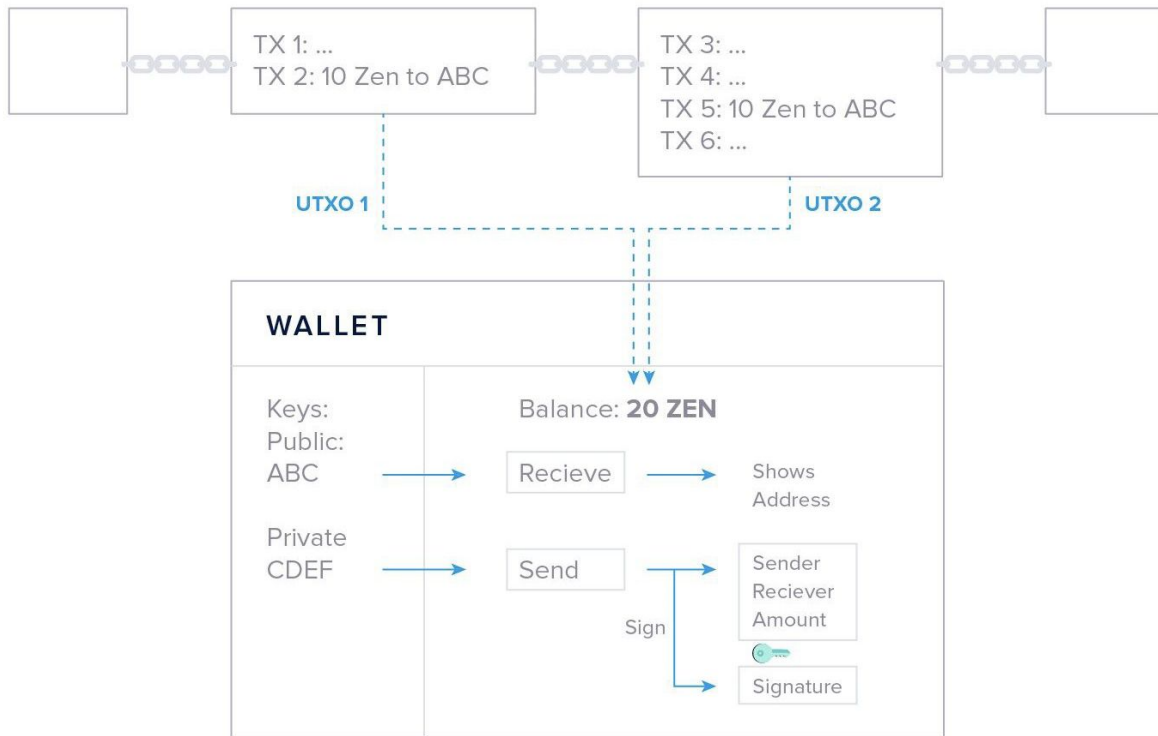 TX 1: ...
TX 2: 10 Zen to ABC
TX 3: ...
TX 4: ...
TX 5: 10 Zen to ABC
TX 6: ...
UTXO 1
UTXO 2
WALLET
Keys:
Public:
ABC
Balance: 20 ZEN
Recieve
Shows
Address
Private
CDEF
Send
Sender
Reciever
Amount
Sign
Signature